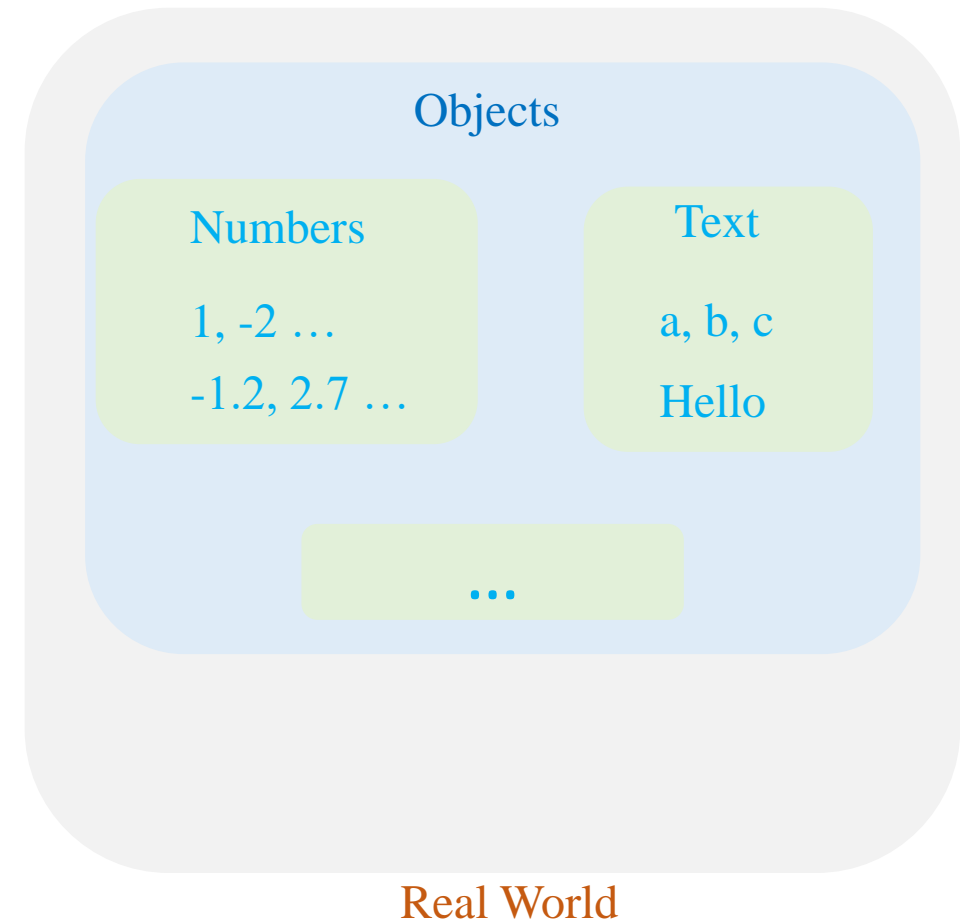 Objects
Numbers
1, -2 …
-1.2, 2.7 …
Text
a, b, c
Hello
...
Real World